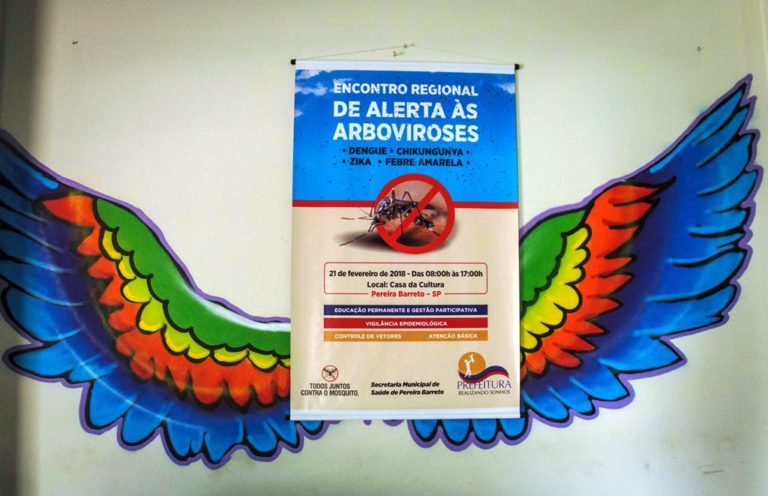 ENCONTRO REGIONAL
DE ALERTA ÀS
ARBOVIROSES
• DENGUE • CHIKUNGUNYA •
• ZIKA • FEBRE AMARELA •
21 de fevereiro de 2018 - Das 08:00h às 17:00h
Local: Casa da Cultura
Pereira Barreto - SP
EDUCAÇÃO PERMANENTE E GESTÃO PARTICIPATIVA
VIGILÂNCIA EPIDEMIOLÓGICA
CONTROLE DE VETORES ATENÇÃO BÁSICA
TODOS JUNTOS
CONTRA O MOSQUITO.
Secretaria Municipal de
Saúde de Pereira Barreto
PREFEITURA
REALIZANDO SONHOS